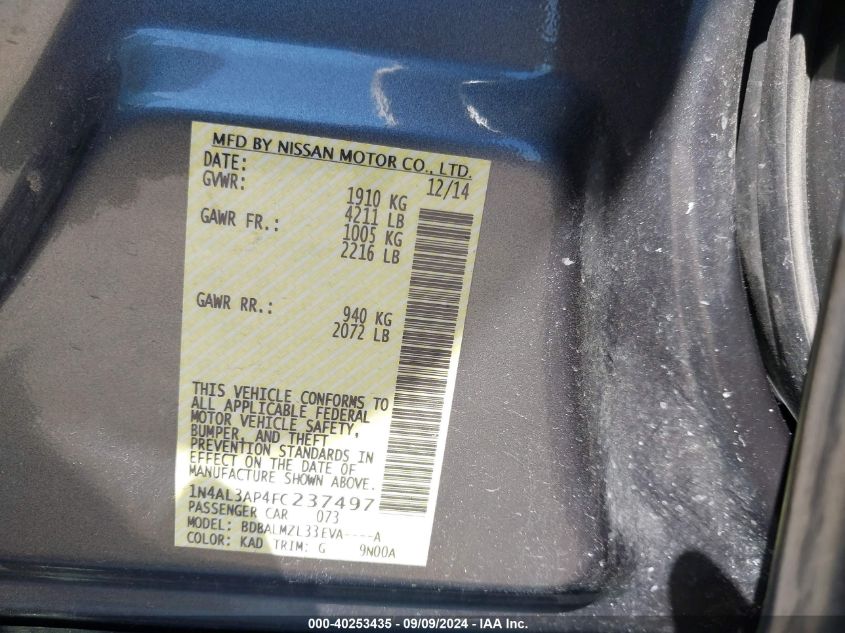 MFD BY NISSAN MOTOR CO., LTD.
DATE: 12/14
GVWR: 1910 KG
4211 LB
GAWR FR.: 1005 KG
2216 LB
GAWR RR.: 940 KG
2072 LB
THIS VEHICLE CONFORMS TO
ALL APPLICABLE FEDERAL
MOTOR VEHICLE SAFETY,
BUMPER, AND THEFT
PREVENTION STANDARDS IN
EFFECT ON THE DATE OF
MANUFACTURE SHOWN ABOVE.
1N4AL3AP4FC237497
PASSENGER CAR 073
MODEL: BDBALMZL33EVA----A
COLOR: KAD TRIM: G 9N00A
000-40253435 - 09/09/2024 - IAA Inc.